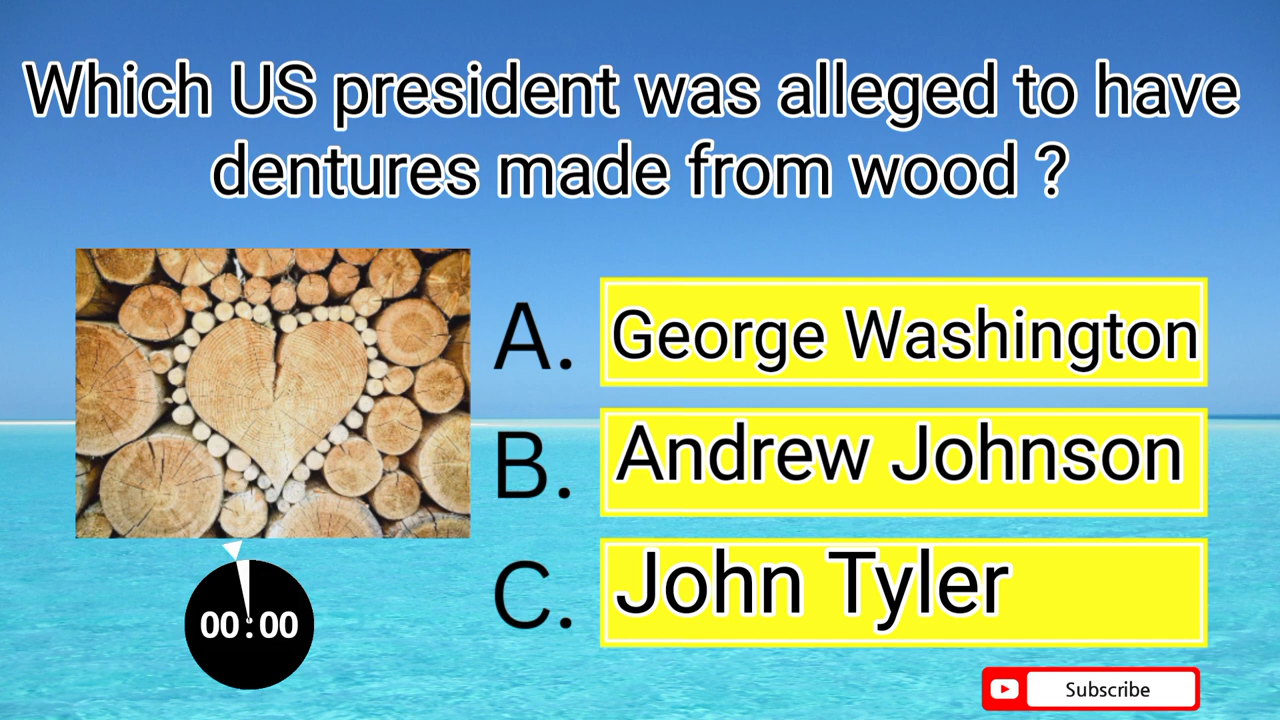 Which US president was alleged to have
dentures made from wood ?
A. George Washington
B. Andrew Johnson
C. John Tyler
00:00
Subscribe